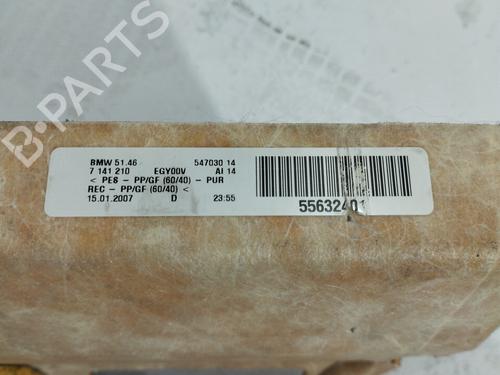 B-Parts
BMW 51.46 547030 14
7 141 210 EGY00V AI 14
< PES - PP/GF (60/40) - PUR
REC - PP/GF (60/40) <
15.01.2007 D 23:55
55632401